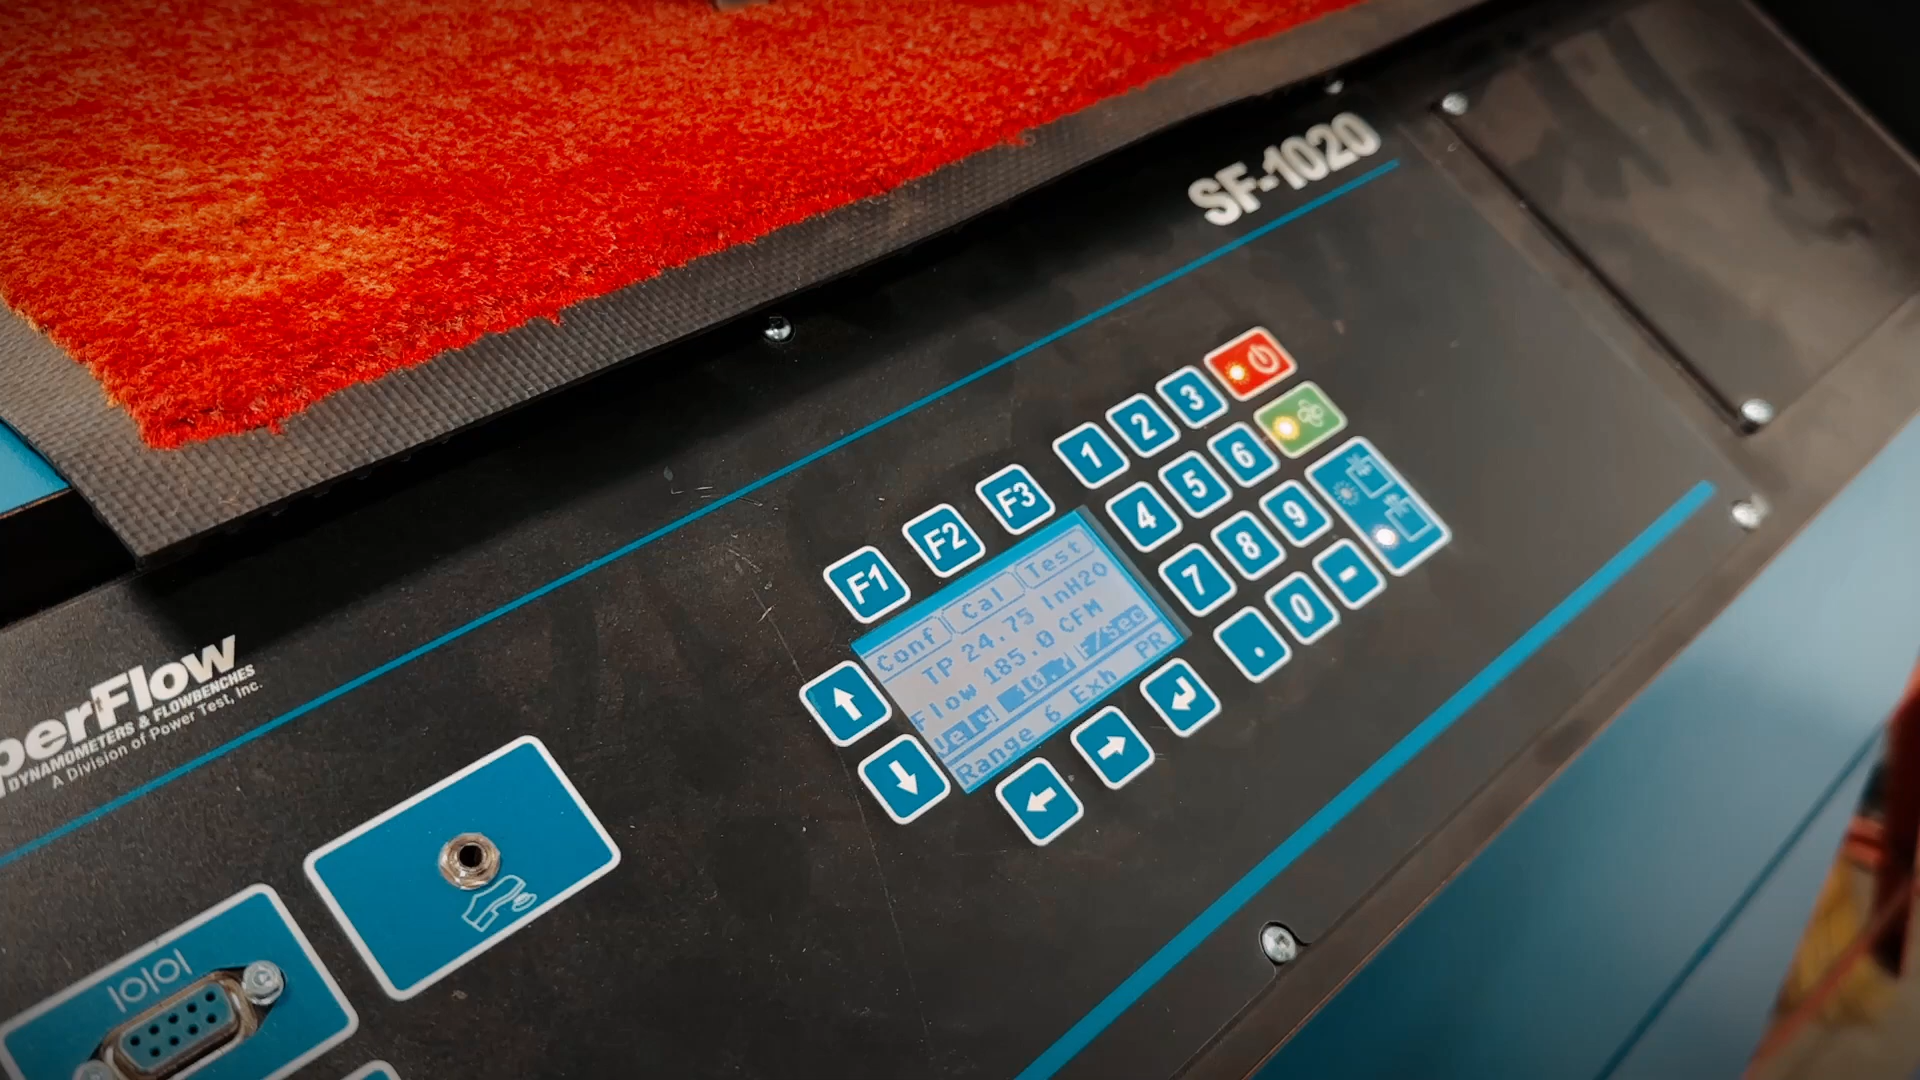 SF-1020
1 2 3
4 5 6
7 8 9
. 0 -
F1 F2 F3
Conf Cal Test
TP 24.75 InH2O
Flow 185.0 CFM
F/Sec
Range 6 Exh PR
perFlow
DYNAMOMETERS & FLOWBENCHES
A Division of Power Test, Inc.
IOIOI